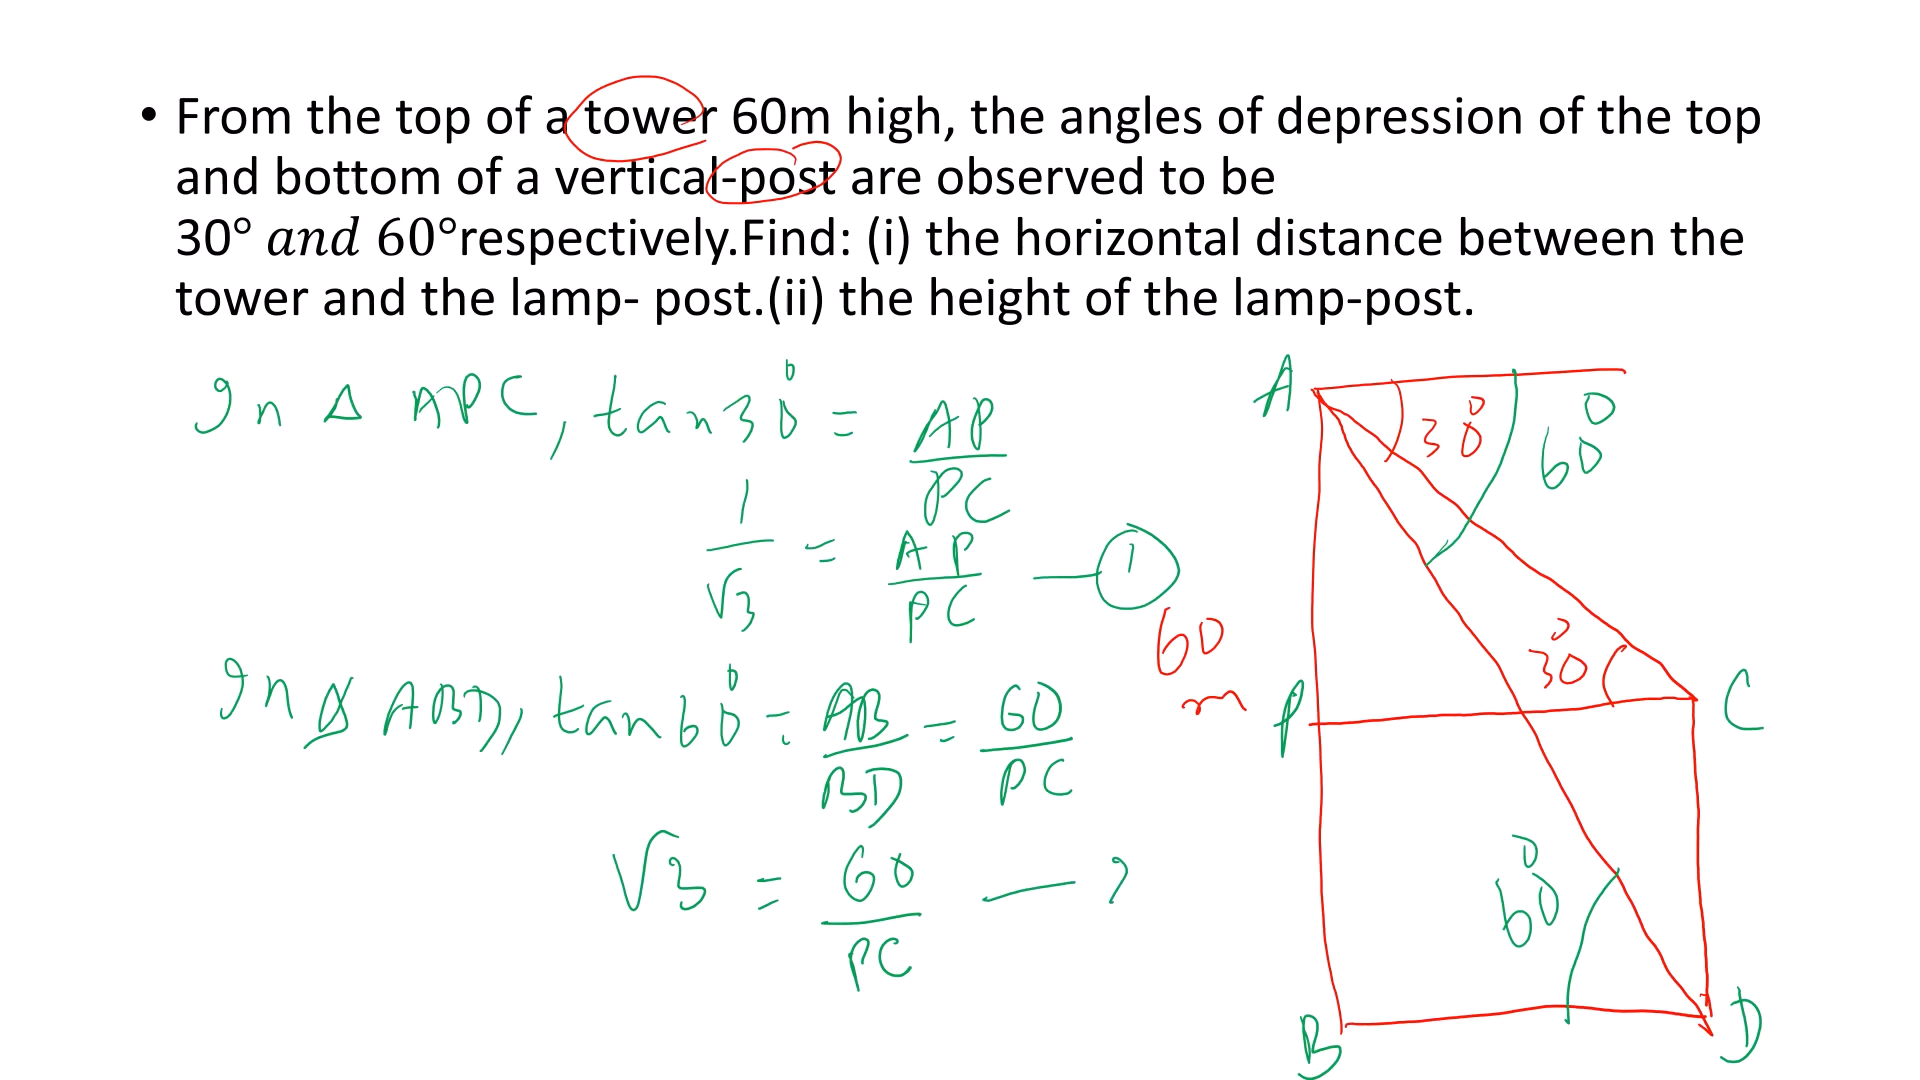 • From the top of a tower 60m high, the angles of depression of the top
and bottom of a vertical-post are observed to be
30° and 60°respectively.Find: (i) the horizontal distance between the
tower and the lamp- post.(ii) the height of the lamp-post.
In Δ APC, tan30° = AP/PC
1/√3 = AP/PC — 1
In Δ ABD, tan60° = AB/BD = 60/PC
√3 = 60/PC —
A
30°
60°
60
m
30°
P
C
60°
B
D